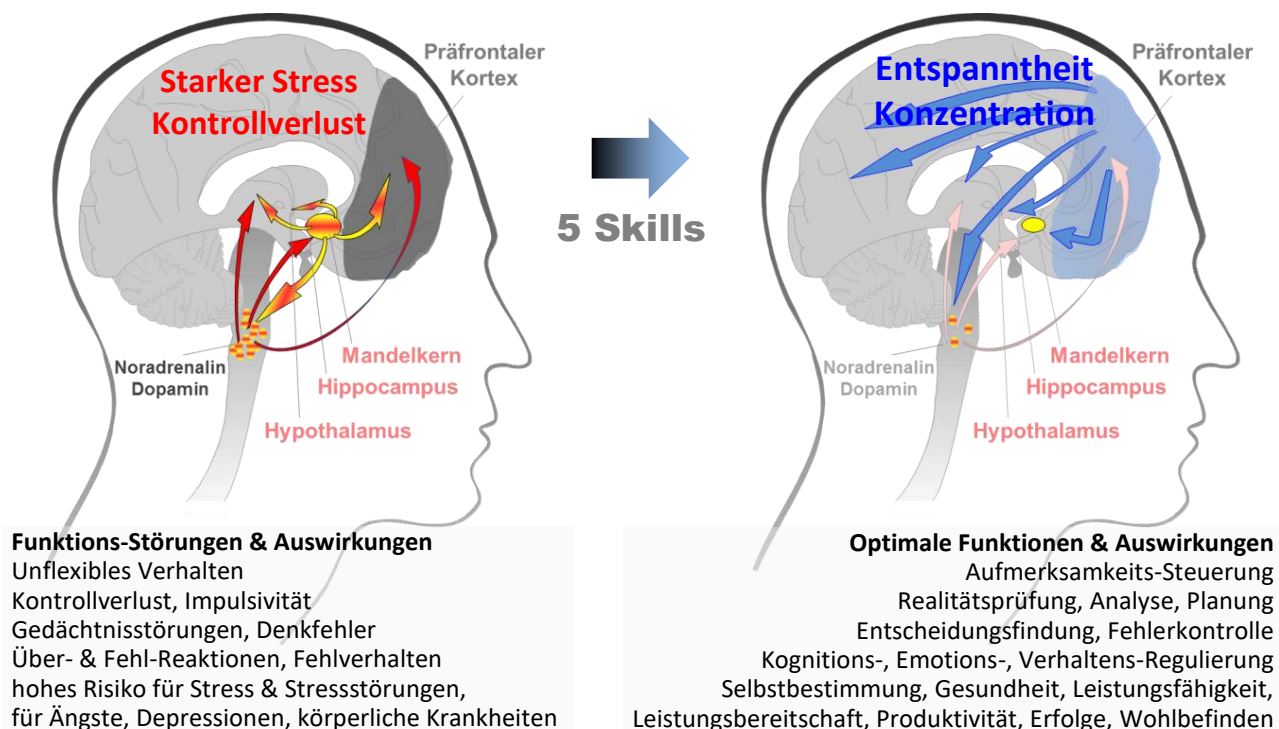 Präfrontaler
Kortex
Starker Stress
Kontrollverlust
Noradrenalin
Dopamin
Mandelkern
Hippocampus
Hypothalamus
5 Skills
Präfrontaler
Kortex
Entspanntheit
Konzentration
Noradrenalin
Dopamin
Mandelkern
Hippocampus
Hypothalamus
Funktions-Störungen & Auswirkungen
Unflexibles Verhalten
Kontrollverlust, Impulsivität
Gedächtnisstörungen, Denkfehler
Über- & Fehl-Reaktionen, Fehlverhalten
hohes Risiko für Stress & Stressstörungen,
für Ängste, Depressionen, körperliche Krankheiten
Optimale Funktionen & Auswirkungen
Aufmerksamkeits-Steuerung
Realitätsprüfung, Analyse, Planung
Entscheidungsfindung, Fehlerkontrolle
Kognitions-, Emotions-, Verhaltens-Regulierung
Selbstbestimmung, Gesundheit, Leistungsfähigkeit,
Leistungsbereitschaft, Produktivität, Erfolge, Wohlbefinden